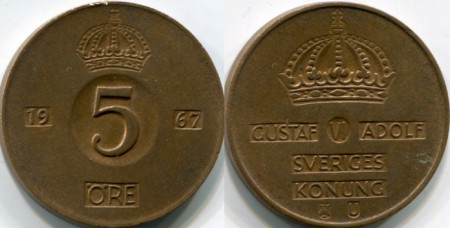 19 5 67
ÖRE
GUSTAF VI ADOLF
SVERIGES
KONUNG
U